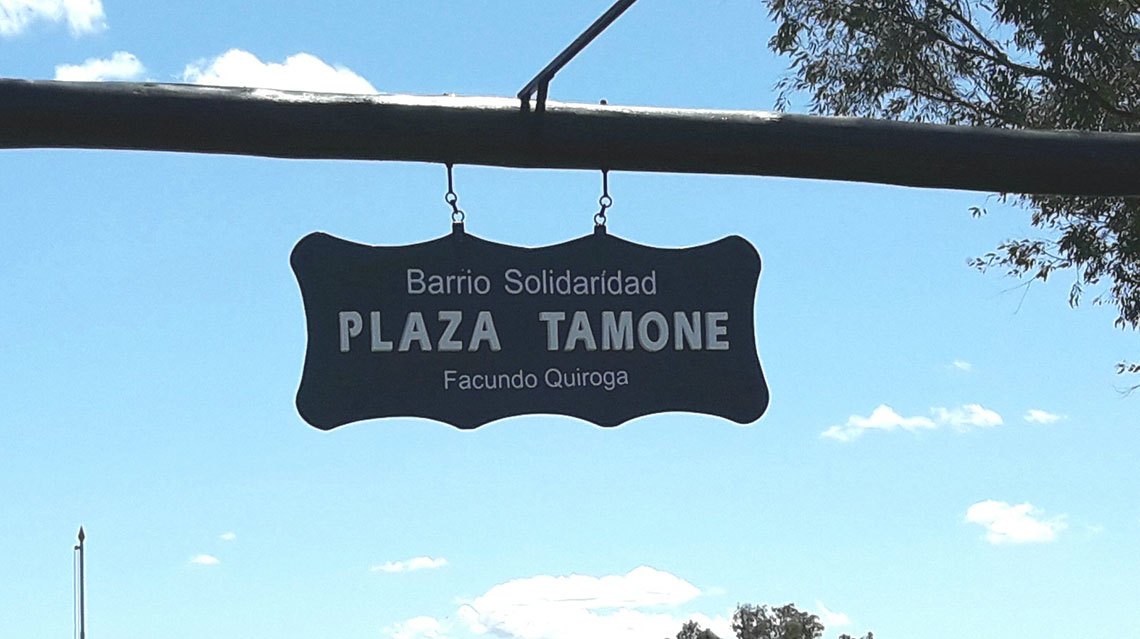 Barrio Solidarídad
PLAZA TAMONE
Facundo Quiroga